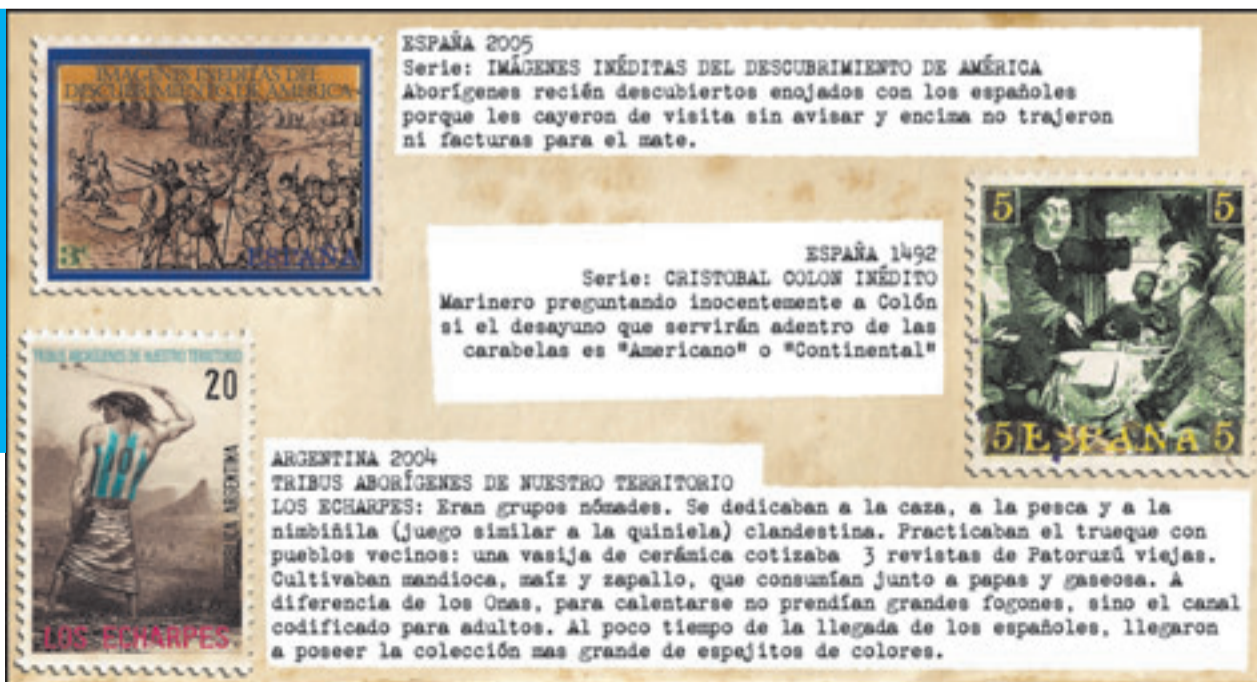 IMÁGENES INÉDITAS DEL
DESCUBRIMIENTO DE AMÉRICA
ESPAÑA
ESPAÑA 2005
Serie: IMÁGENES INÉDITAS DEL DESCUBRIMIENTO DE AMÉRICA
Aborígenes recién descubiertos enojados con los españoles
porque les cayeron de visita sin avisar y encima no trajeron
ni facturas para el mate.
ESPAÑA 1492
Serie: CRISTOBAL COLON INÉDITO
Marinero preguntando inocentemente a Colón
si el desayuno que servirán adentro de las
carabelas es "Americano" o "Continental"
5 5
5 ESPAÑA 5
TRIBUS ABORÍGENES DE NUESTRO TERRITORIO
20
10
ARGENTINA
LOS ECHARPES
ARGENTINA 2004
TRIBUS ABORÍGENES DE NUESTRO TERRITORIO
LOS ECHARPES: Eran grupos nómades. Se dedicaban a la caza, a la pesca y a la
nimbiñila (juego similar a la quiniela) clandestina. Practicaban el trueque con
pueblos vecinos: una vasija de cerámica cotizaba 3 revistas de Patoruzú viejas.
Cultivaban mandioca, maíz y zapallo, que consumían junto a papas y gaseosa. A
diferencia de los Onas, para calentarse no prendían grandes fogones, sino el canal
codificado para adultos. Al poco tiempo de la llegada de los españoles, llegaron
a poseer la colección mas grande de espejitos de colores.